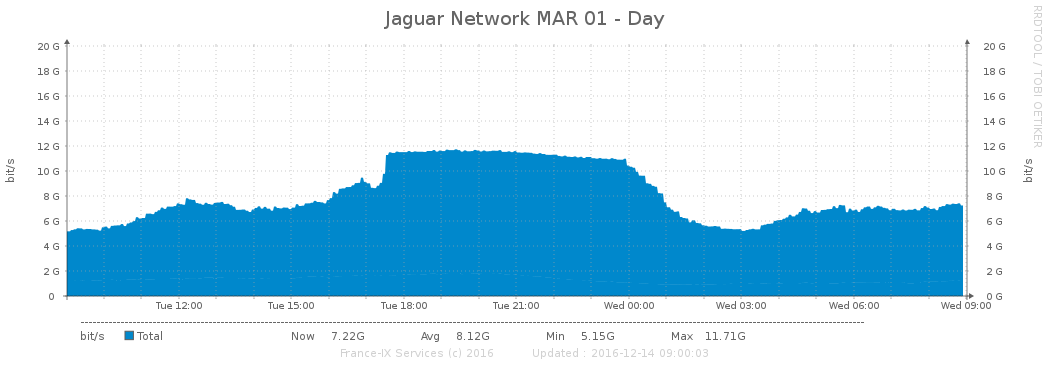 Jaguar Network MAR 01 - Day
RRDTOOL / TOBI OETIKER
bit/s
20 G 20 G
18 G 18 G
16 G 16 G
14 G 14 G
12 G 12 G
10 G 10 G
8 G 8 G
6 G 6 G
4 G 4 G
2 G 2 G
0 0 G
bit/s
Tue 12:00 Tue 15:00 Tue 18:00 Tue 21:00 Wed 00:00 Wed 03:00 Wed 06:00 Wed 09:00
bit/s Total Now 7.22G Avg 8.12G Min 5.15G Max 11.71G
France-IX Services (c) 2016 Updated : 2016-12-14 09:00:03